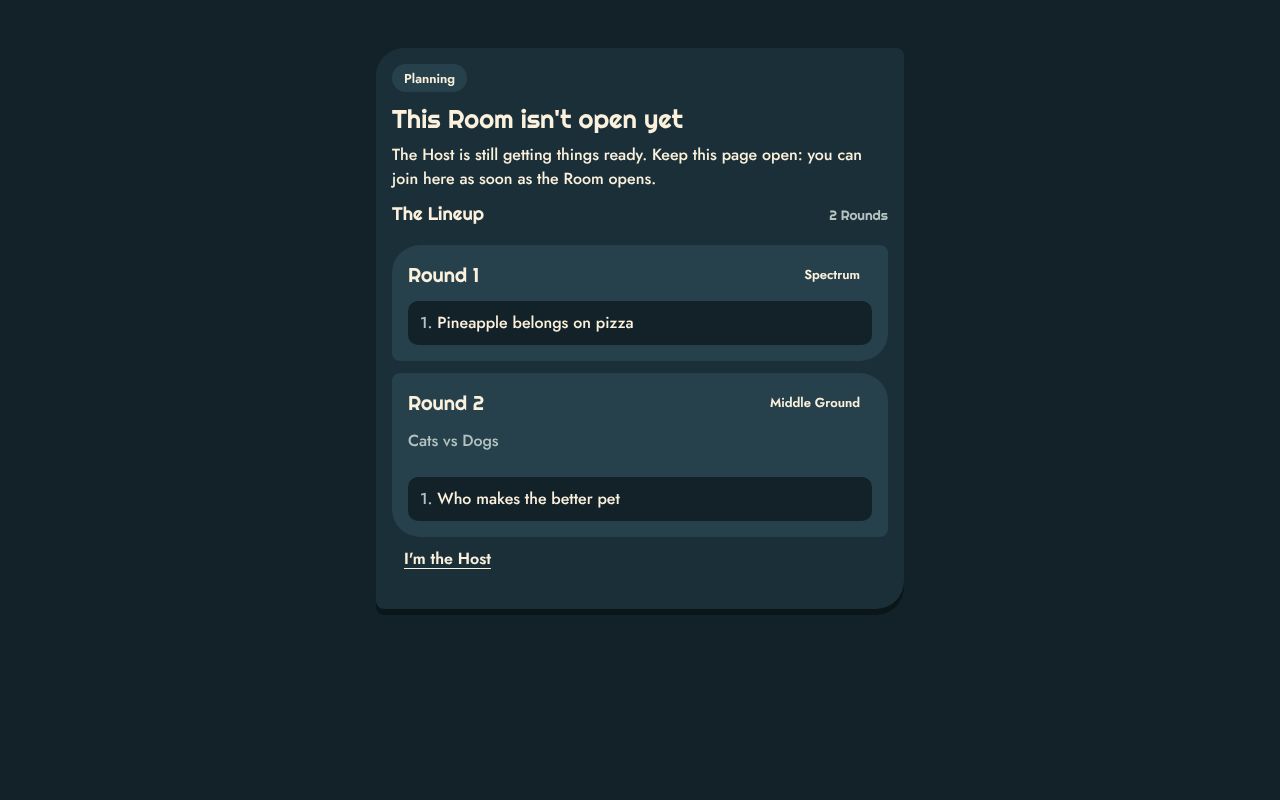 Planning
This Room isn't open yet
The Host is still getting things ready. Keep this page open: you can
join here as soon as the Room opens.
The Lineup
2 Rounds
Round 1
Spectrum
1. Pineapple belongs on pizza
Round 2
Middle Ground
Cats vs Dogs
1. Who makes the better pet
I'm the Host